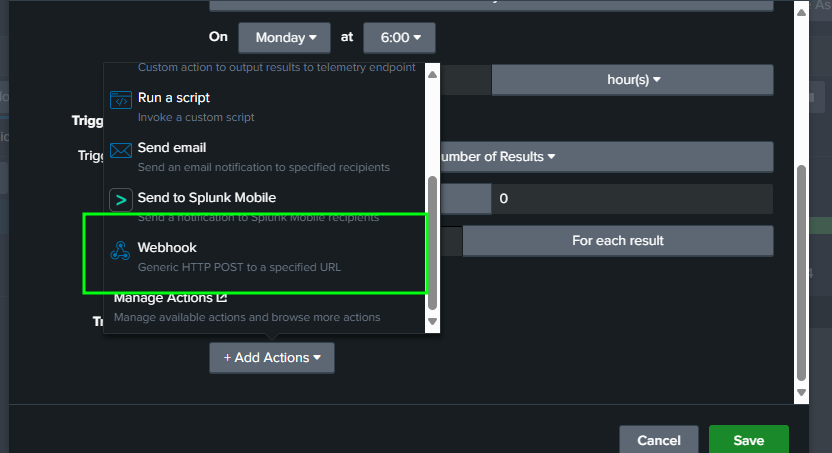 On Monday at 6:00
Custom action to output results to telemetry endpoint
hour(s)
Run a script
Invoke a custom script
Trigg
Send email
Trigg
umber of Results
Send an email notification to specified recipients
Send to Splunk Mobile
0
Send a notification to Splunk Mobile recipients
Webhook
For each result
Generic HTTP POST to a specified URL
Manage Actions
Manage available actions and browse more actions
Tr
+ Add Actions
Cancel
Save
As